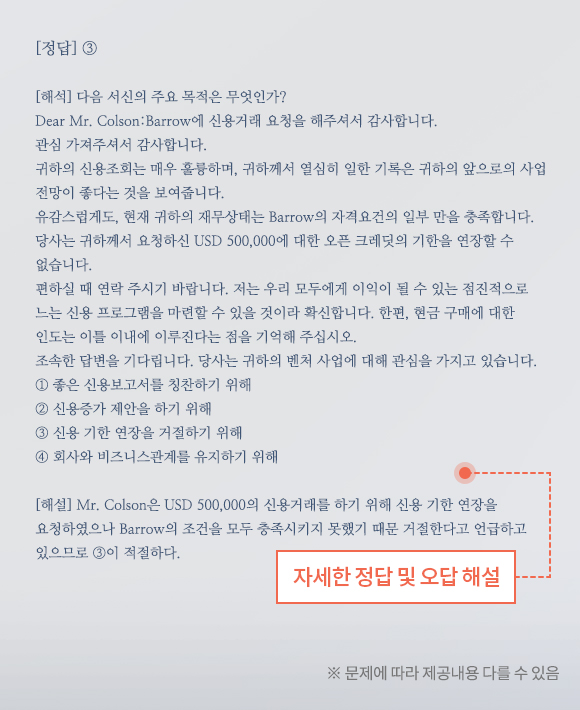 [정답] ③
[해석] 다음 서신의 주요 목적은 무엇인가?
Dear Mr. Colson:Barrow에 신용거래 요청을 해주셔서 감사합니다.
관심 가져주셔서 감사합니다.
귀하의 신용조회는 매우 훌륭하며, 귀하께서 열심히 일한 기록은 귀하의 앞으로의 사업
전망이 좋다는 것을 보여줍니다.
유감스럽게도, 현재 귀하의 재무상태는 Barrow의 자격요건의 일부 만을 충족합니다.
당사는 귀하께서 요청하신 USD 500,000에 대한 오픈 크레딧의 기한을 연장할 수
없습니다.
편하실 때 연락 주시기 바랍니다. 저는 우리 모두에게 이익이 될 수 있는 점진적으로
느는 신용 프로그램을 마련할 수 있을 것이라 확신합니다. 한편, 현금 구매에 대한
인도는 이틀 이내에 이루진다는 점을 기억해 주십시오.
조속한 답변을 기다립니다. 당사는 귀하의 벤처 사업에 대해 관심을 가지고 있습니다.
① 좋은 신용보고서를 칭찬하기 위해
② 신용증가 제안을 하기 위해
③ 신용 기한 연장을 거절하기 위해
④ 회사와 비즈니스관계를 유지하기 위해
[해설] Mr. Colson은 USD 500,000의 신용거래를 하기 위해 신용 기한 연장을
요청하였으나 Barrow의 조건을 모두 충족시키지 못했기 때문 거절한다고 언급하고
있으므로 ③이 적절하다.
자세한 정답 및 오답 해설
※ 문제에 따라 제공내용 다를 수 있음